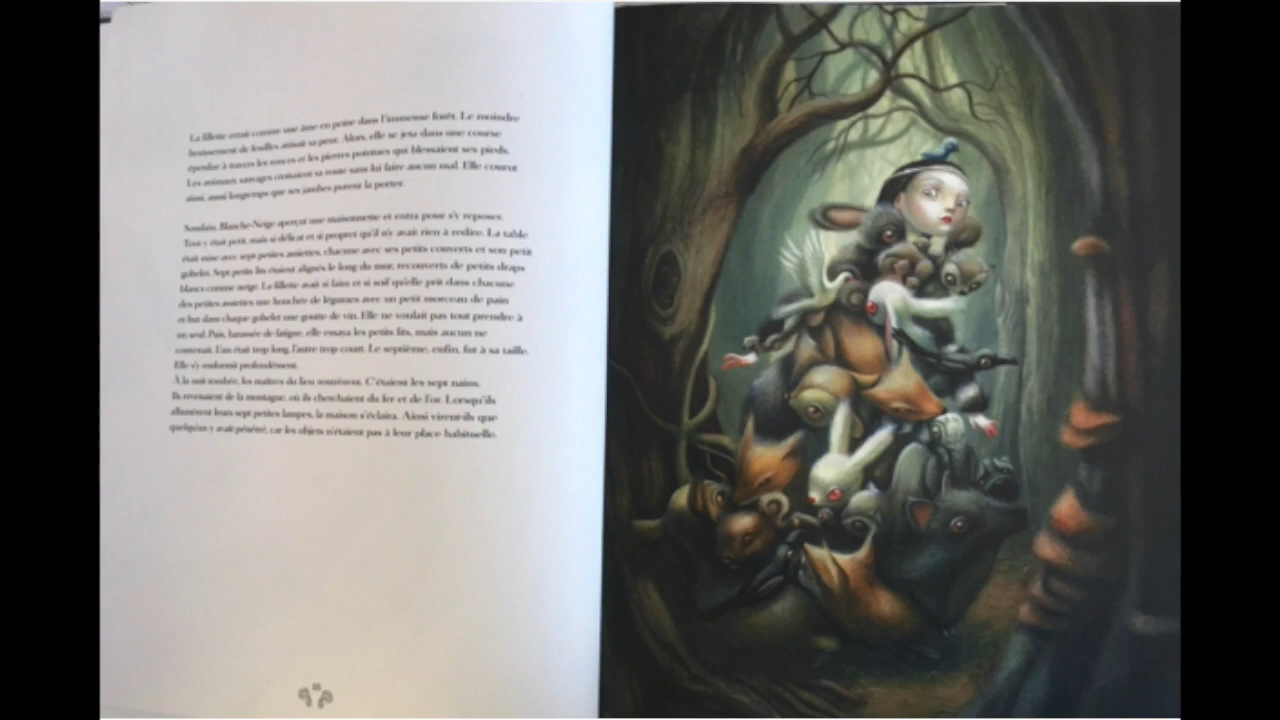 La fillette errait comme une âme en peine dans l'immense forêt. Le moindre
bruissement de feuilles attisait sa peur. Alors, elle se jeta dans une course
éperdue à travers les ronces et les pierres pointues qui blessaient ses pieds.
Les animaux sauvages croisaient sa route sans lui faire aucun mal. Elle courut
ainsi, aussi longtemps que ses jambes purent la porter.
Soudain, Blanche-Neige aperçut une maisonnette et entra pour s'y reposer.
Tout y était petit, mais si délicat et si propret qu'il n'y avait rien à redire. La table
était mise avec sept petites assiettes, chacune avec ses petits couverts et son petit
gobelet. Sept petits lits étaient alignés le long du mur, recouverts de petits draps
blancs comme neige. La fillette avait si faim et si soif qu'elle prit dans chacune
des petites assiettes une bouchée de légumes avec un petit morceau de pain
et but dans chaque gobelet une goutte de vin. Elle ne voulait pas tout prendre à
un seul. Puis, harassée de fatigue, elle essaya les petits lits, mais aucun ne
convenait. L'un était trop long, l'autre trop court. Le septième, enfin, fut à sa taille.
Elle s'y endormit profondément.
À la nuit tombée, les maîtres du lieu rentrèrent. C'étaient les sept nains.
Ils revenaient de la montagne, où ils cherchaient du fer et de l'or. Lorsqu'ils
allumèrent leurs sept petites lampes, la maison s'éclaira. Ainsi virent-ils que
quelqu'un y avait pénétré, car les objets n'étaient pas à leur place habituelle.